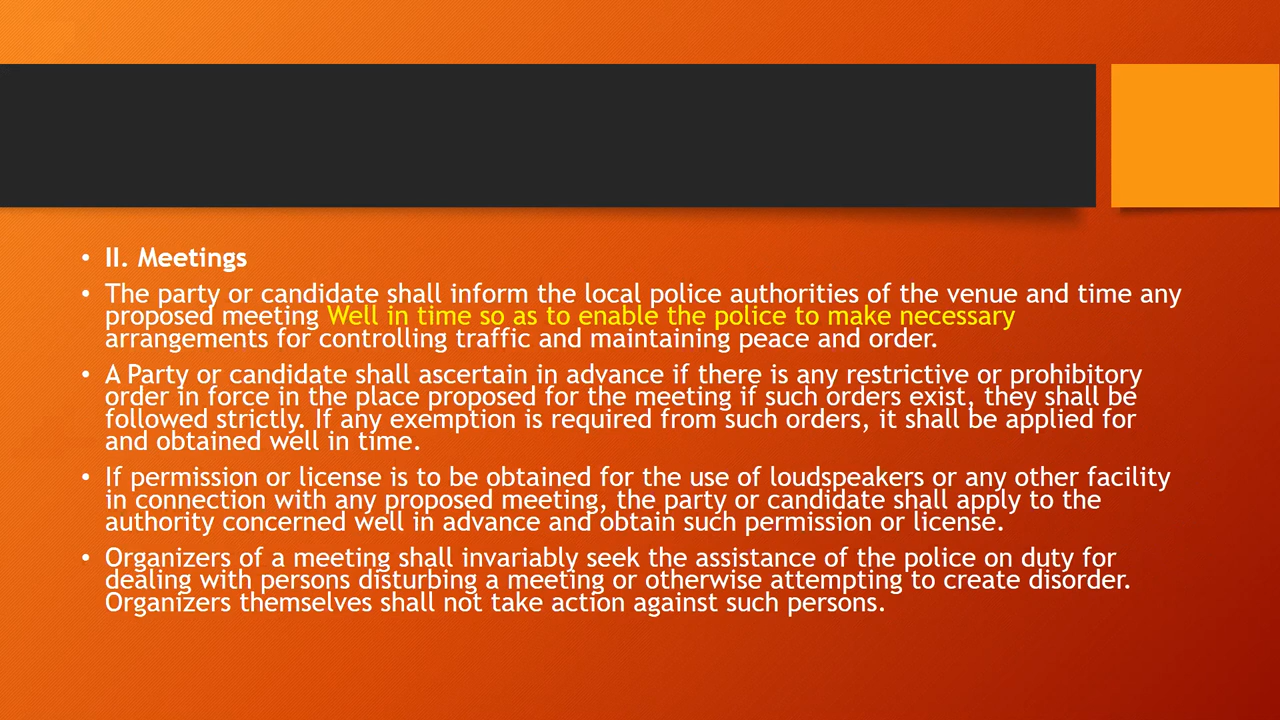 • II. Meetings
• The party or candidate shall inform the local police authorities of the venue and time any
proposed meeting Well in time so as to enable the police to make necessary
arrangements for controlling traffic and maintaining peace and order.
• A Party or candidate shall ascertain in advance if there is any restrictive or prohibitory
order in force in the place proposed for the meeting if such orders exist, they shall be
followed strictly. If any exemption is required from such orders, it shall be applied for
and obtained well in time.
• If permission or license is to be obtained for the use of loudspeakers or any other facility
in connection with any proposed meeting, the party or candidate shall apply to the
authority concerned well in advance and obtain such permission or license.
• Organizers of a meeting shall invariably seek the assistance of the police on duty for
dealing with persons disturbing a meeting or otherwise attempting to create disorder.
Organizers themselves shall not take action against such persons.